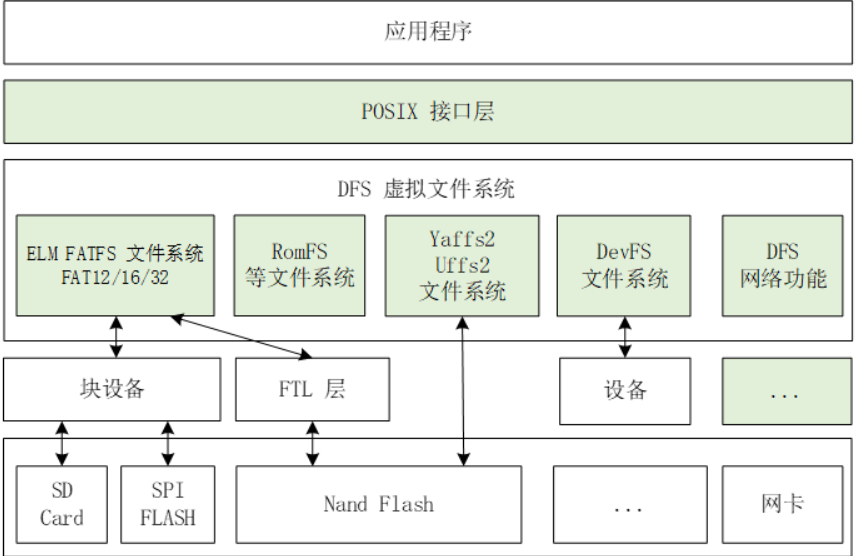 应用程序
POSIX 接口层
DFS 虚拟文件系统
ELM FATFS 文件系统
FAT12/16/32
RomFS
等文件系统
Yaffs2
Uffs2
文件系统
DevFS
文件系统
DFS
网络功能
块设备
FTL 层
设备
...
SD
Card
SPI
FLASH
Nand Flash
...
网卡